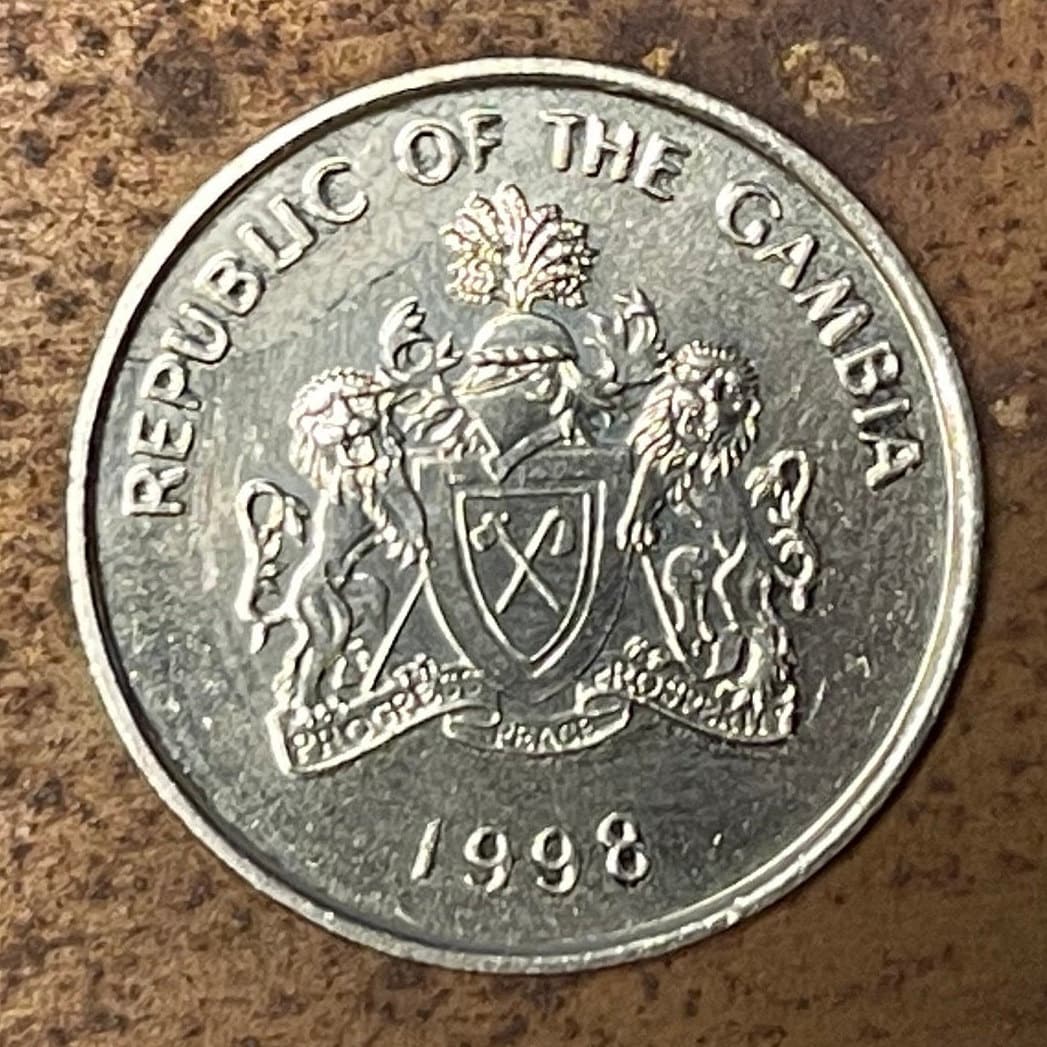 REPUBLIC OF THE GAMBIA
PROGRESS PEACE PROSPERITY
1998